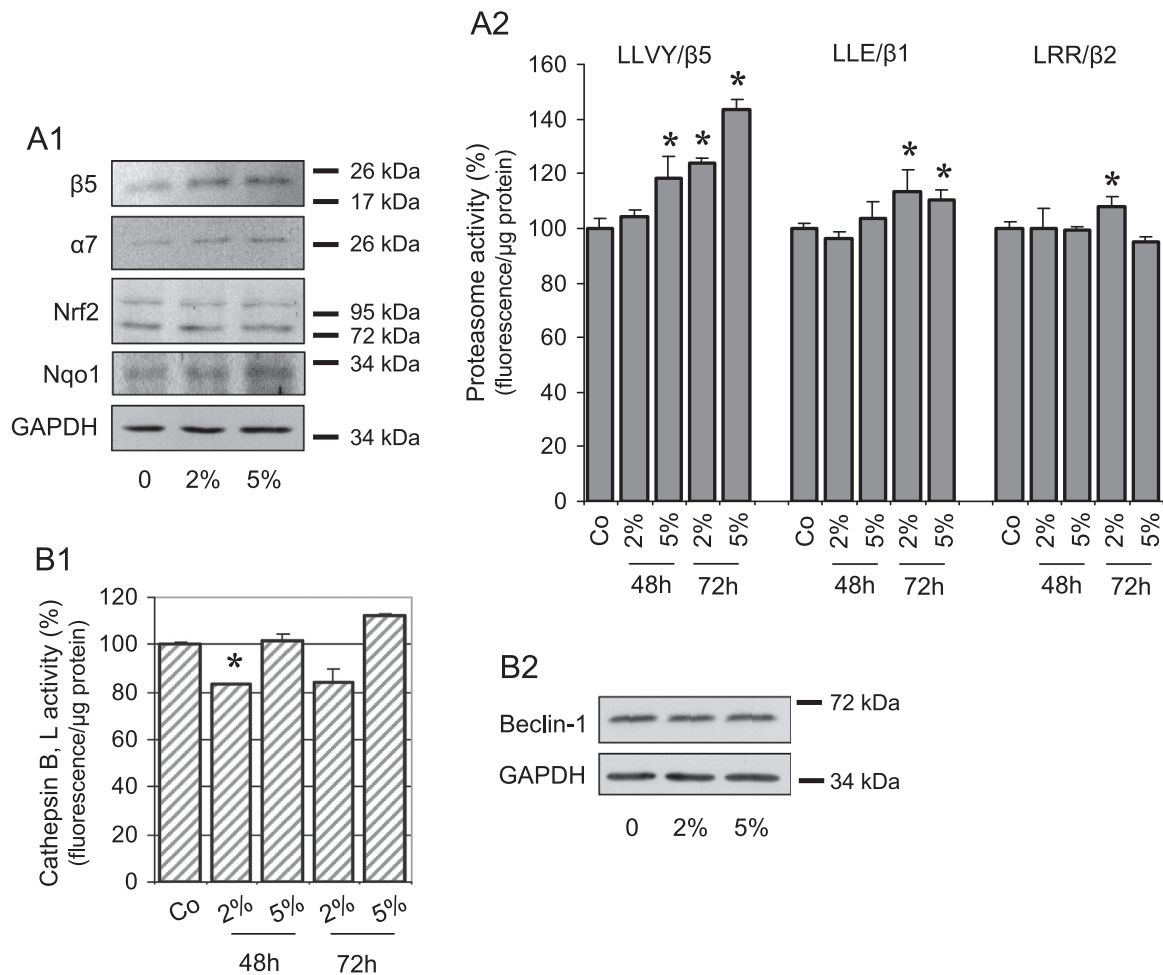 A1
β5
26 kDa
17 kDa
α7
26 kDa
Nrf2
95 kDa
72 kDa
Nqo1
34 kDa
GAPDH
34 kDa
0 2% 5%
A2
LLVY/β5 LLE/β1 LRR/β2
Proteasome activity (%)
(fluorescence/µg protein)
160
140
120
100
80
60
40
20
0
* * *
* *
*
Co 2% 5% 2% 5% Co 2% 5% 2% 5% Co 2% 5% 2% 5%
48h 72h 48h 72h 48h 72h
B1
Cathepsin B, L activity (%)
(fluorescence/µg protein)
120
100
80
60
40
20
0
*
Co 2% 5% 2% 5%
48h 72h
B2
Beclin-1
72 kDa
GAPDH
34 kDa
0 2% 5%